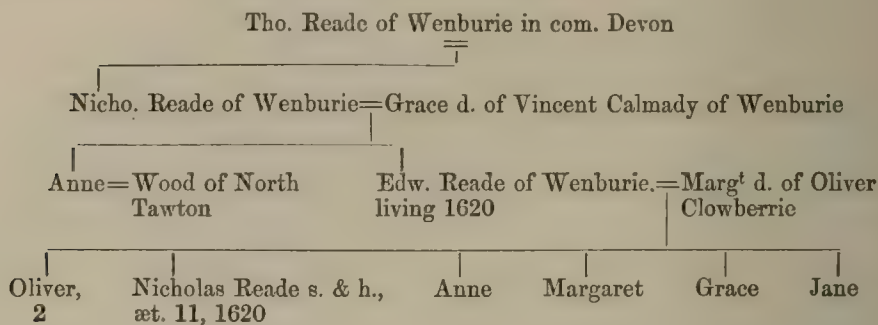 Tho. Reade of Wenburie in com. Devon
Nicho. Reade of Wenburie=Grace d. of Vincent Calmady of Wenburie
Anne=Wood of North Tawton
Edw. Reade of Wenburie.=Margt d. of Oliver Clowberrie
living 1620
Oliver, 2
Nicholas Reade s. & h., æt. 11, 1620
Anne
Margaret
Grace
Jane